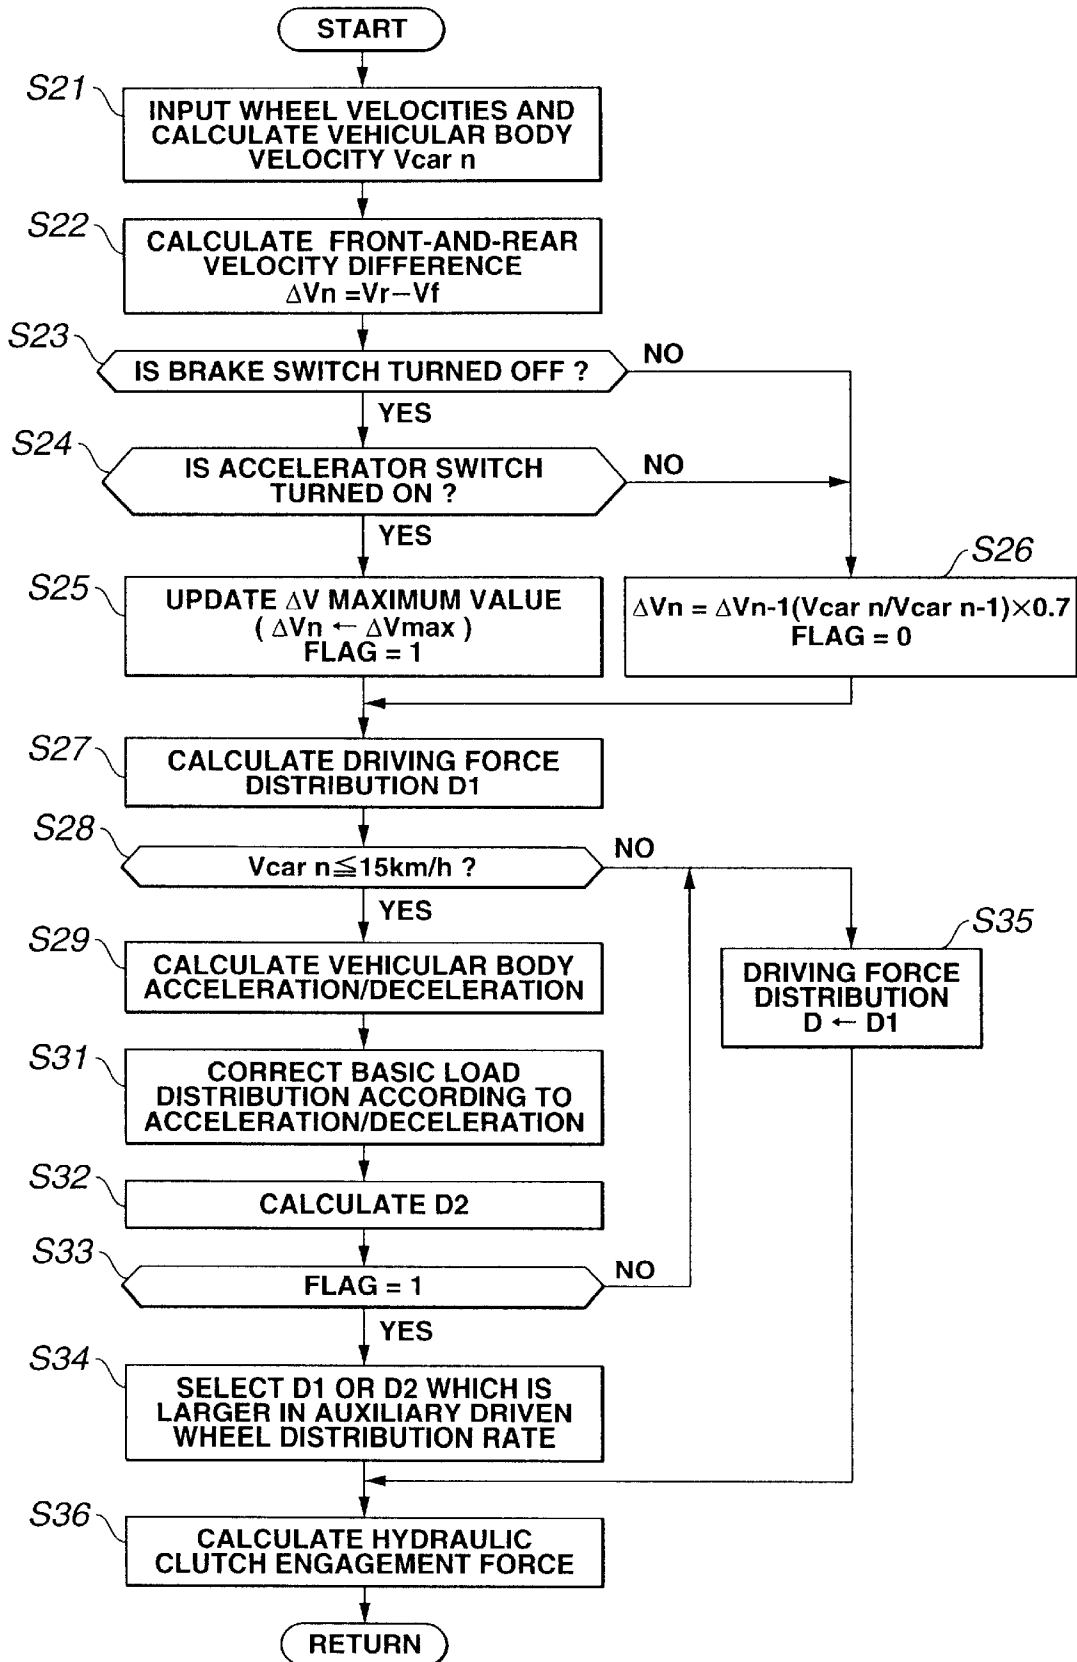 START
S21
INPUT WHEEL VELOCITIES AND
CALCULATE VEHICULAR BODY
VELOCITY Vcar n
S22
CALCULATE FRONT-AND-REAR
VELOCITY DIFFERENCE
ΔVn =Vr−Vf
S23
IS BRAKE SWITCH TURNED OFF ?
NO
YES
S24
IS ACCELERATOR SWITCH
TURNED ON ?
NO
YES
S25
UPDATE ΔV MAXIMUM VALUE
( ΔVn ← ΔVmax )
FLAG = 1
S26
ΔVn = ΔVn-1(Vcar n/Vcar n-1)×0.7
FLAG = 0
S27
CALCULATE DRIVING FORCE
DISTRIBUTION D1
S28
Vcar n≦15km/h ?
NO
YES
S29
CALCULATE VEHICULAR BODY
ACCELERATION/DECELERATION
S35
DRIVING FORCE
DISTRIBUTION
D ← D1
S31
CORRECT BASIC LOAD
DISTRIBUTION ACCORDING TO
ACCELERATION/DECELERATION
S32
CALCULATE D2
S33
FLAG = 1
NO
YES
S34
SELECT D1 OR D2 WHICH IS
LARGER IN AUXILIARY DRIVEN
WHEEL DISTRIBUTION RATE
S36
CALCULATE HYDRAULIC
CLUTCH ENGAGEMENT FORCE
RETURN